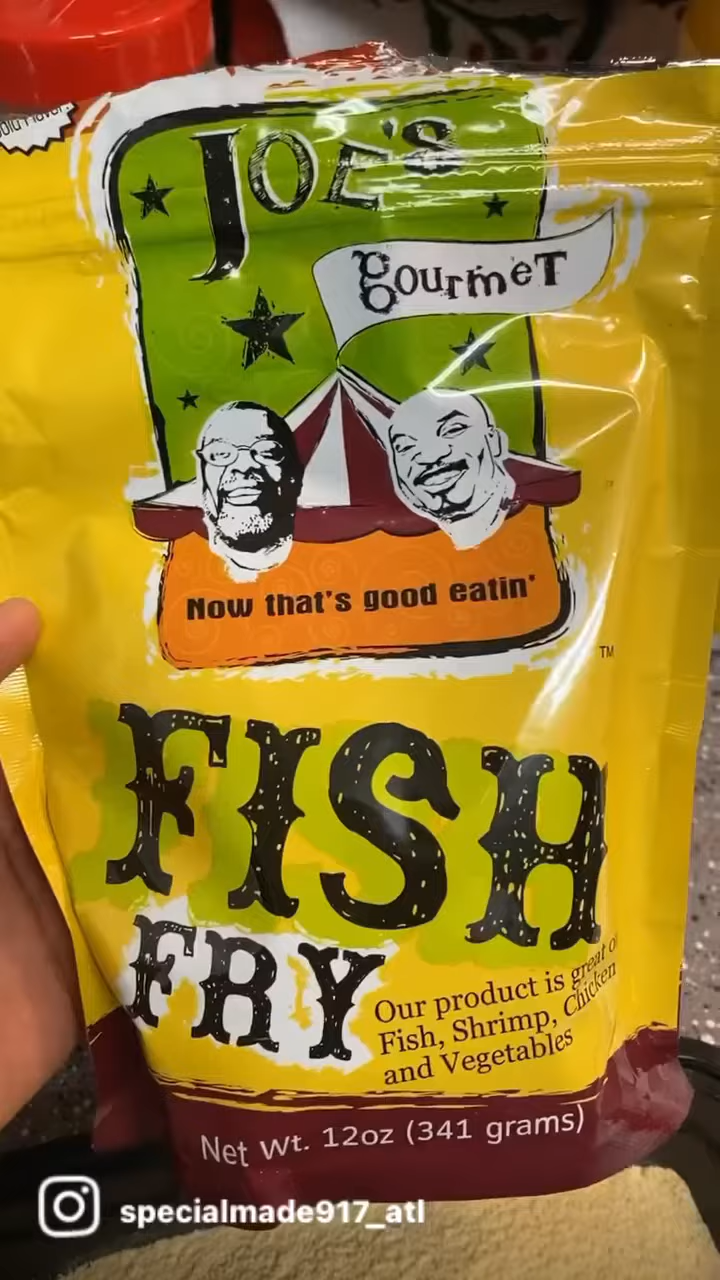 JOE'S
gourmet
Now that's good eatin'
TM
FISH
FRY
Our product is great on
Fish, Shrimp, Chicken
and Vegetables
Net Wt. 12oz (341 grams)
specialmade917_atl